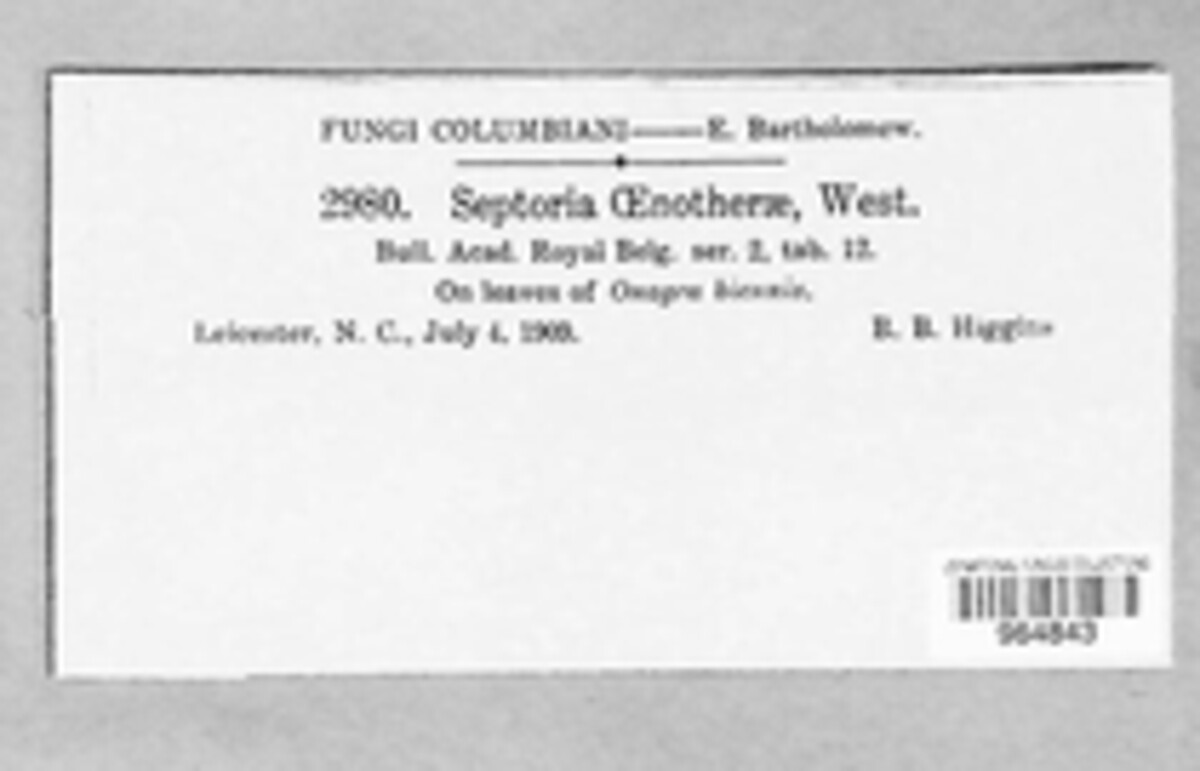 FUNGI COLUMBIANI——E. Bartholomew.
2980. Septoria Œnotheræ, West.
Bull. Acad. Royal Belg. ser. 2, tab. 12.
On leaves of Onagra biennis.
Leicester, N. C., July 4, 1909. B. B. Higgins
964843